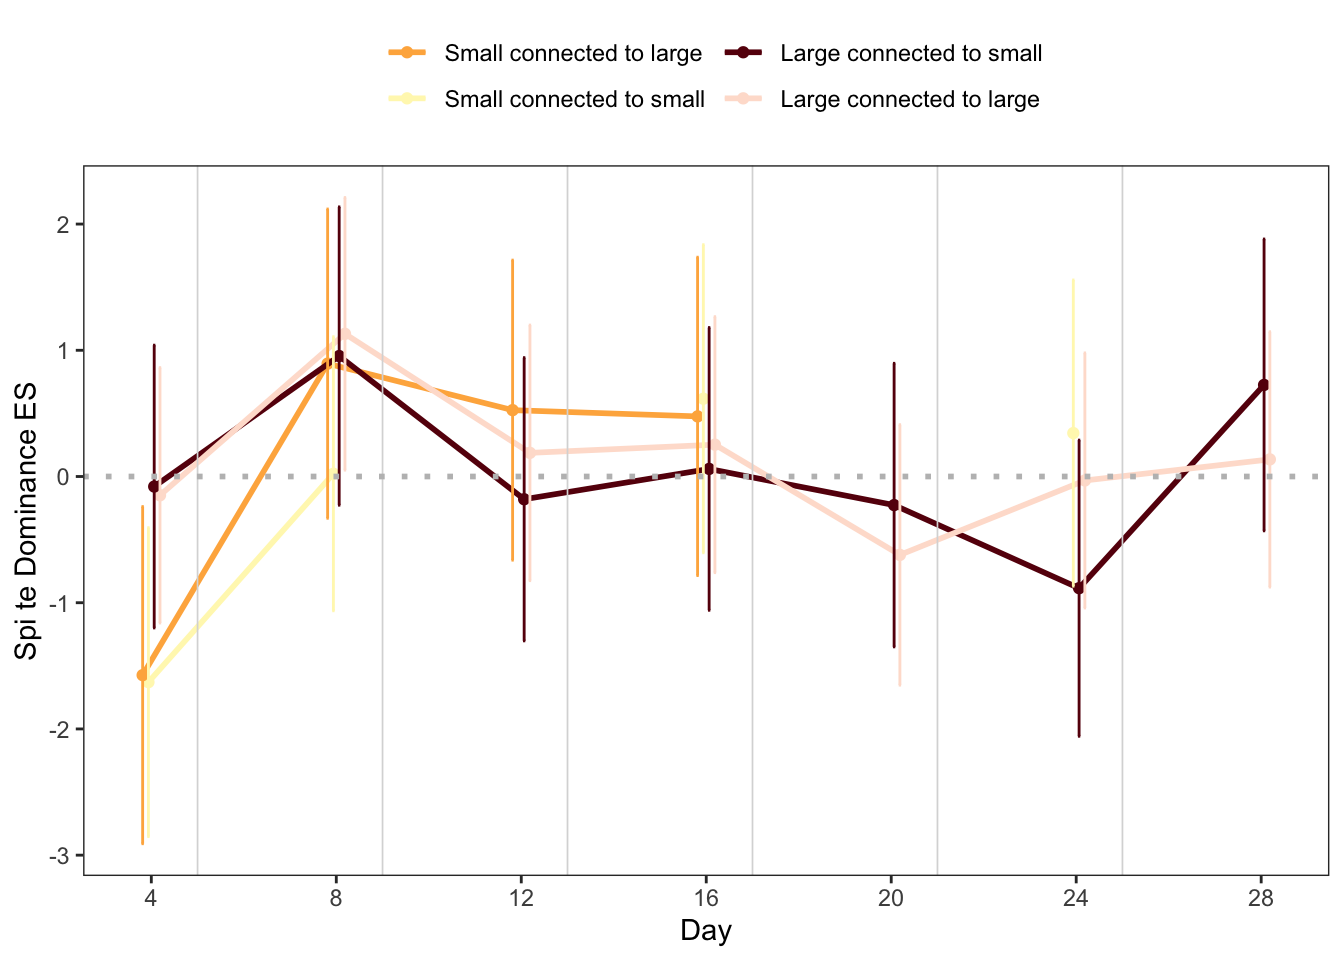 Small connected to large
Large connected to small
Small connected to small
Large connected to large
Spi te Dominance ES
2
1
0
-1
-2
-3
4 8 12 16 20 24 28
Day